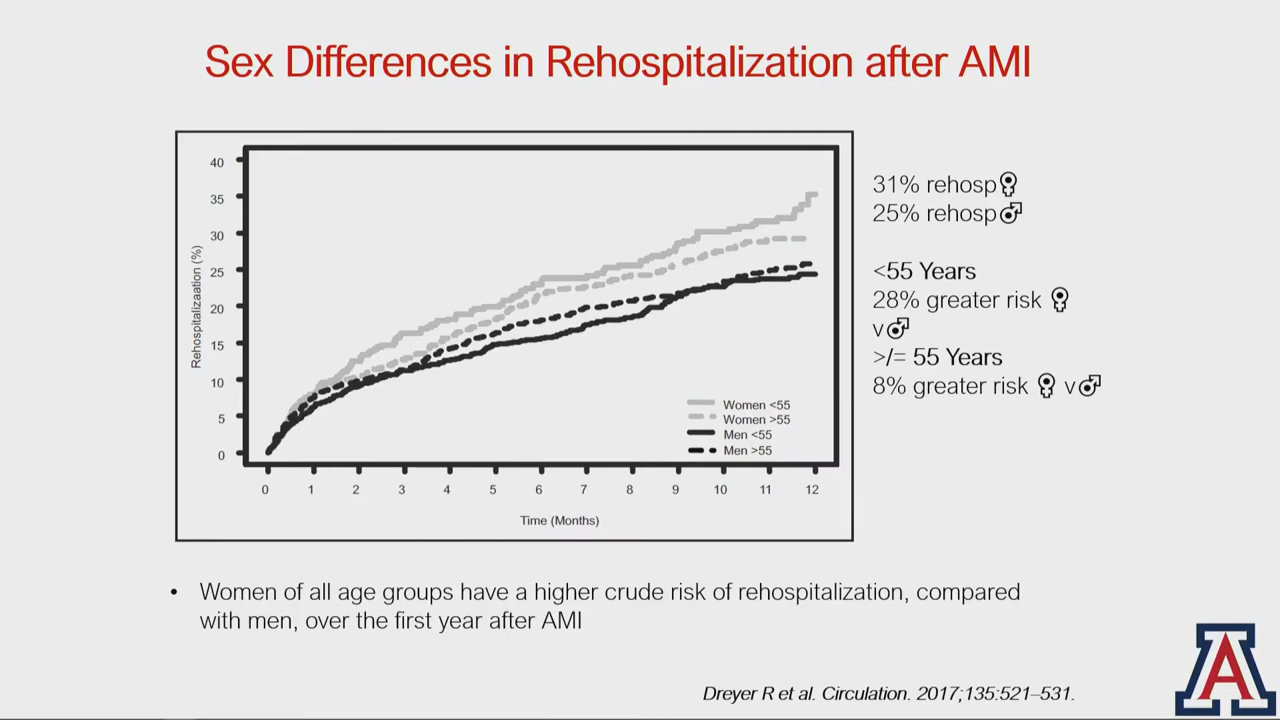 Sex Differences in Rehospitalization after AMI
40
35
30
25
20
15
10
5
0
Rehospitalizaation (%)
0 1 2 3 4 5 6 7 8 9 10 11 12
Time (Months)
Women <55
Women >55
Men <55
Men >55
31% rehosp♀
25% rehosp♂
<55 Years
28% greater risk ♀
v♂
>/= 55 Years
8% greater risk ♀ v♂
• Women of all age groups have a higher crude risk of rehospitalization, compared
with men, over the first year after AMI
Dreyer R et al. Circulation. 2017;135:521–531.
A